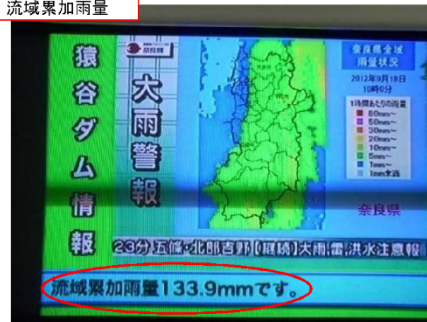 流域累加雨量
猿谷ダム情報
大雨警報
奈良県全域
雨量状況
2012年9月18日
10時0分
1時間あたりの雨量
80mm～
50mm～
30mm～
20mm～
10mm～
5mm～
1mm～
1mm未満
奈良県
23分 五條・北部吉野【継続】大雨,雷,洪水注意報
流域累加雨量133.9mmです。